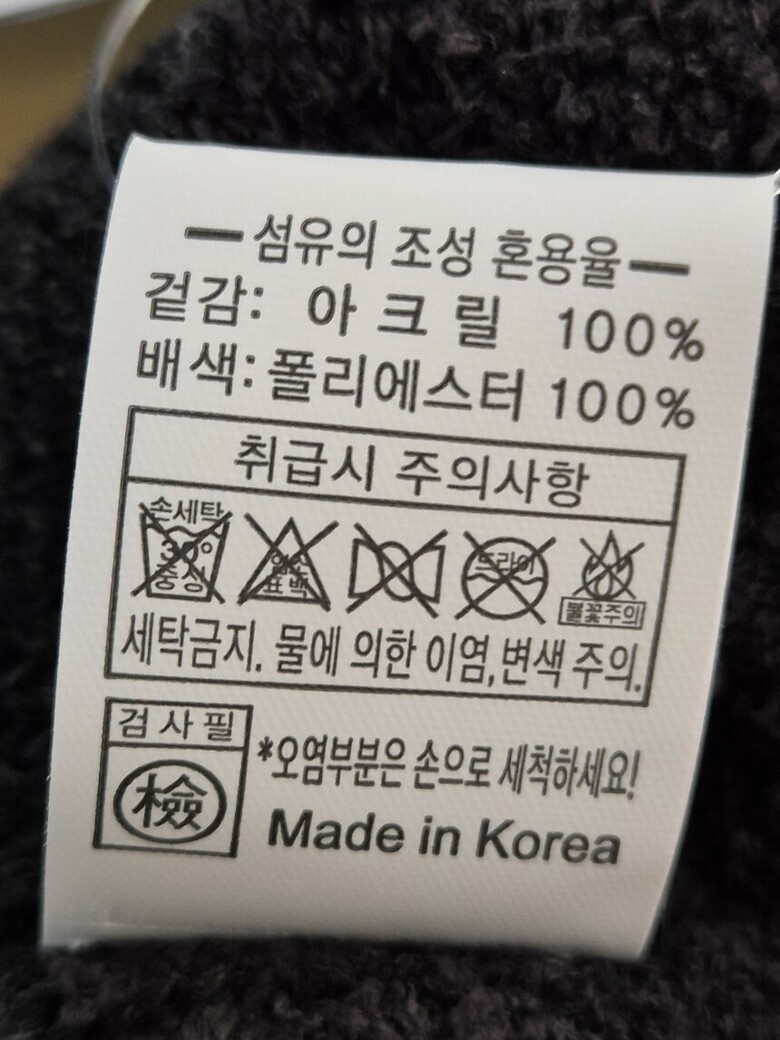 섬유의 조성 혼용율
겉감: 아크릴 100%
배색: 폴리에스터 100%
취급시 주의사항
손세탁
30°
중성
염소
표백
드라이
불꽃주의
세탁금지. 물에 의한 이염,변색 주의.
검사필
檢
*오염부분은 손으로 세척하세요!
Made in Korea